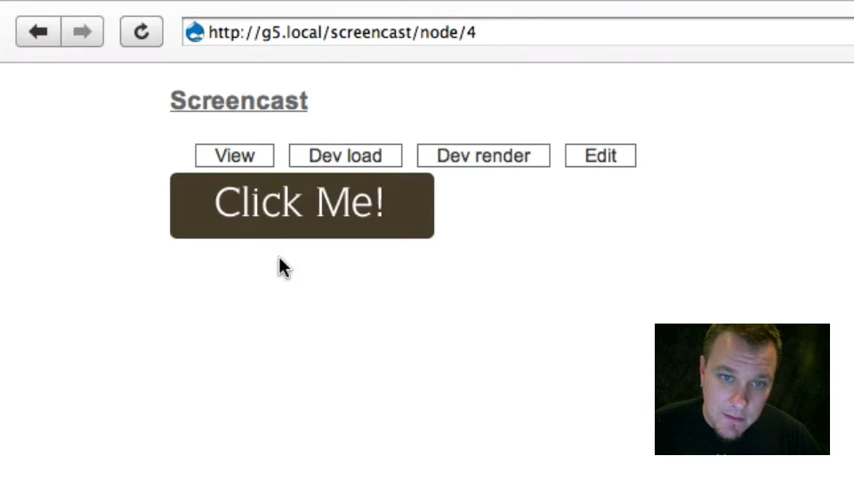 http://g5.local/screencast/node/4
Screencast
View Dev load Dev render Edit
Click Me!